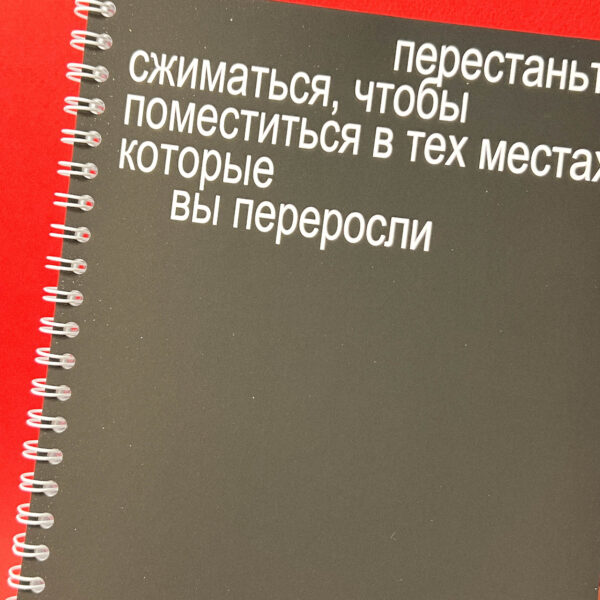 перестаньт
сжиматься, чтобы
поместиться в тех местах
которые
вы переросли